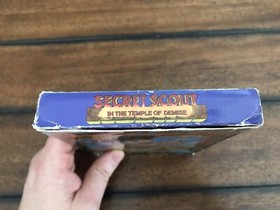 SECRET SCOUT
IN THE TEMPLE OF DEMISE